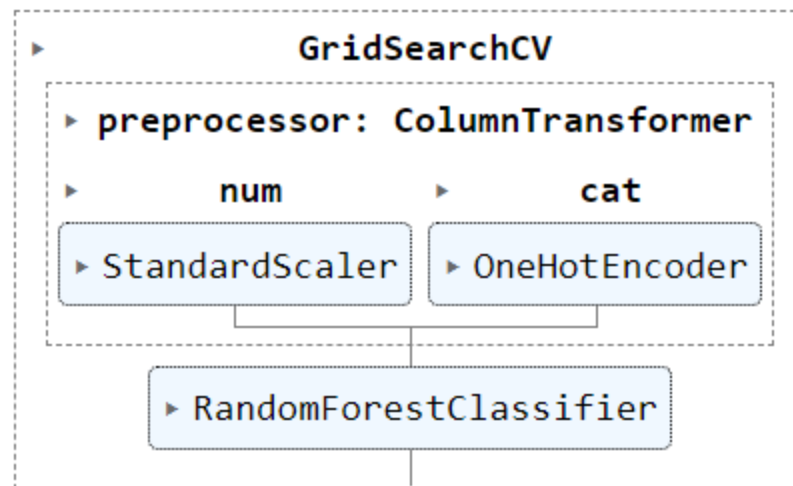 GridSearchCV
preprocessor: ColumnTransformer
num cat
StandardScaler OneHotEncoder
RandomForestClassifier